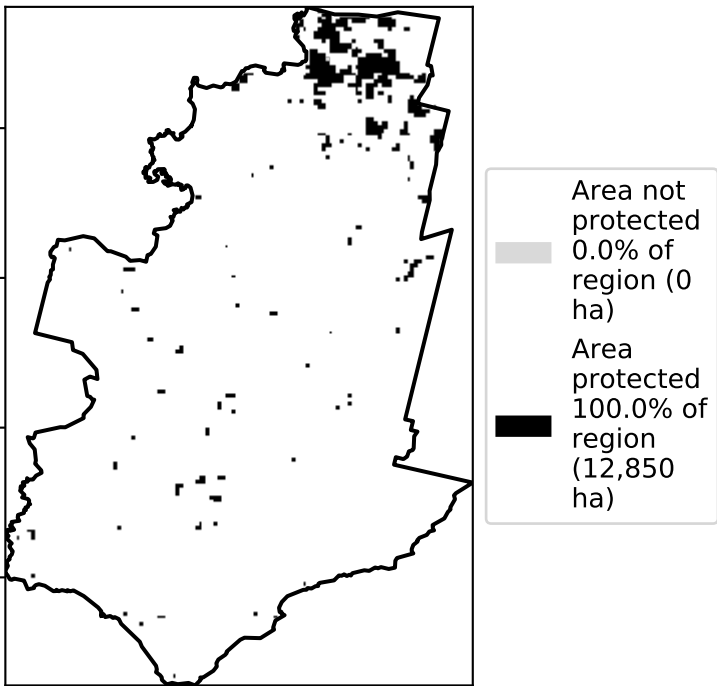 Area not
protected
0.0% of
region (0
ha)
Area
protected
100.0% of
region
(12,850
ha)